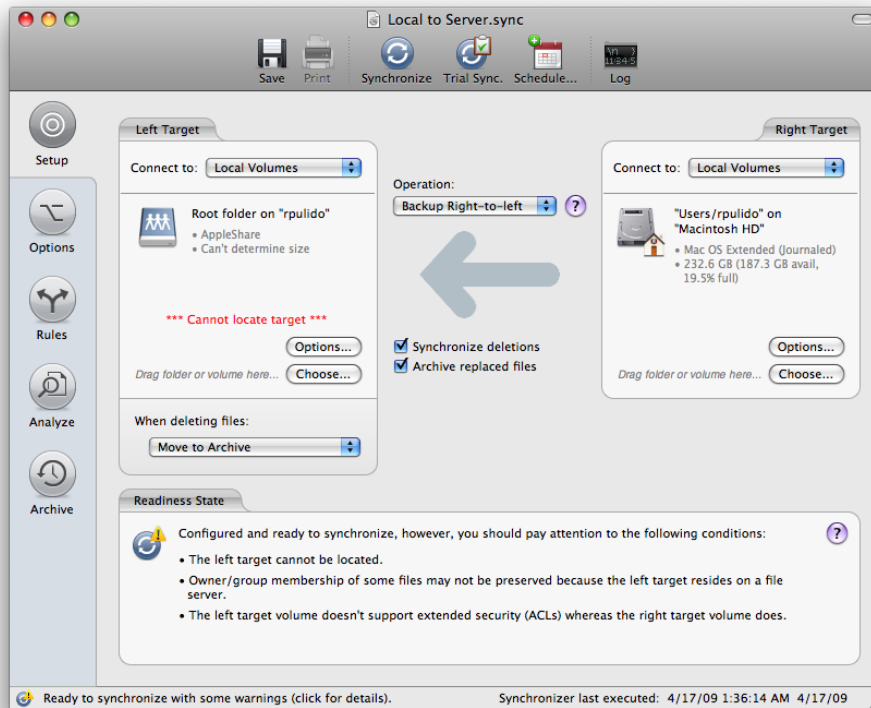 Local to Server.sync
Save
Print
Synchronize
Trial Sync.
Schedule...
Log
Setup
Options
Rules
Analyze
Archive
Left Target
Connect to: Local Volumes
Root folder on "rpulido"
• AppleShare
• Can't determine size
*** Cannot locate target ***
Options...
Drag folder or volume here... Choose...
When deleting files:
Move to Archive
Operation:
Backup Right-to-left ?
Synchronize deletions
Archive replaced files
Right Target
Connect to: Local Volumes
"Users/rpulido" on
"Macintosh HD"
• Mac OS Extended (Journaled)
• 232.6 GB (187.3 GB avail,
19.5% full)
Options...
Drag folder or volume here... Choose...
Readiness State
Configured and ready to synchronize, however, you should pay attention to the following conditions: ?
• The left target cannot be located.
• Owner/group membership of some files may not be preserved because the left target resides on a file
server.
• The left target volume doesn't support extended security (ACLs) whereas the right target volume does.
Ready to synchronize with some warnings (click for details).
Synchronizer last executed: 4/17/09 1:36:14 AM 4/17/09